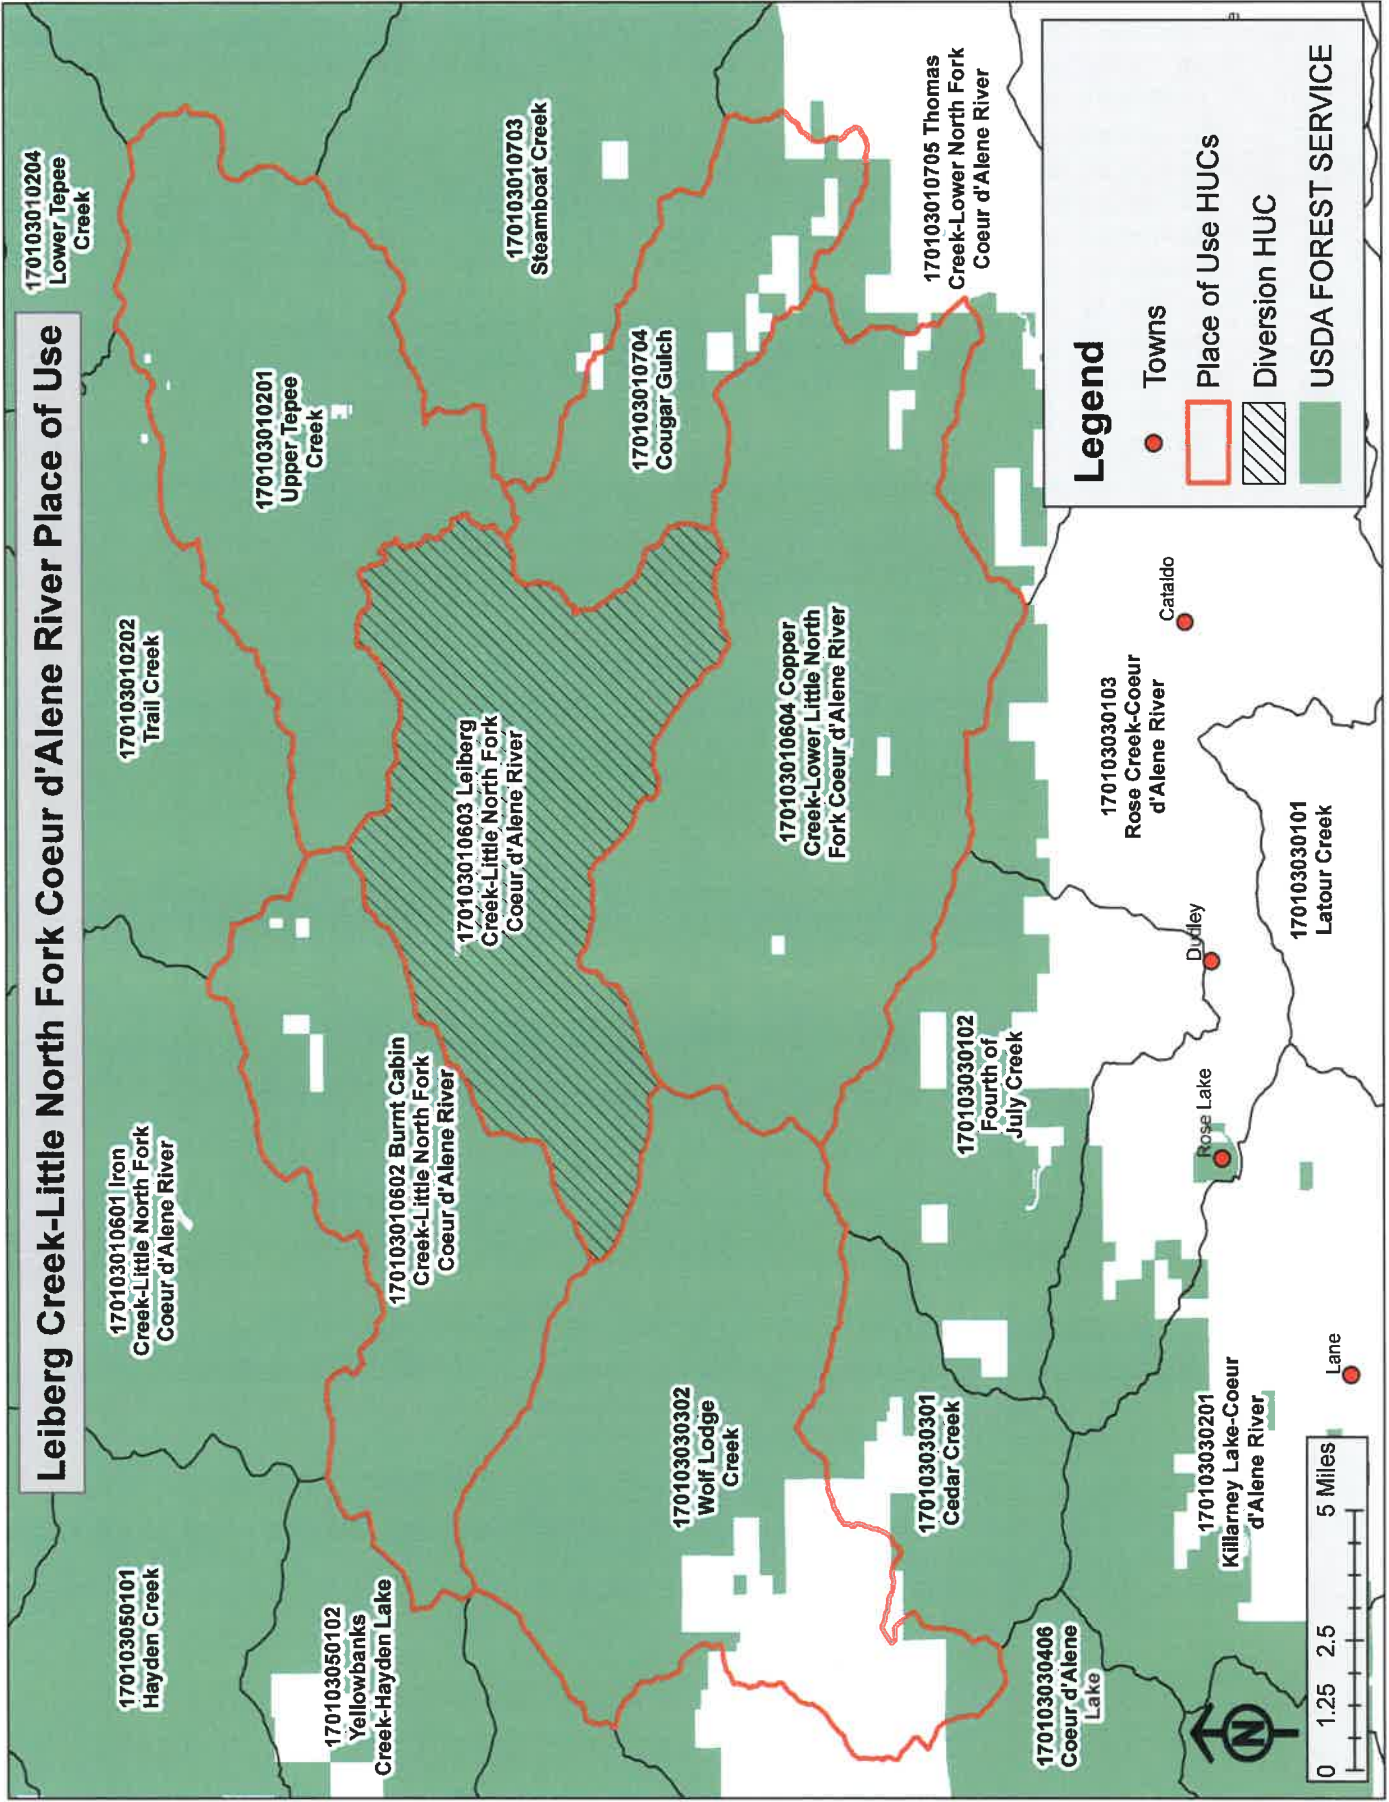 Leiberg Creek-Little North Fork Coeur d'Alene River Place of Use
170103010204
Lower Tepee
Creek
170103010202
Trail Creek
170103010601 Iron
Creek-Little North Fork
Coeur d'Alene River
170103050101
Hayden Creek
170103010201
Upper Tepee
Creek
170103050102
Yellowbanks
Creek-Hayden Lake
170103010602 Burnt Cabin
Creek-Little North Fork
Coeur d'Alene River
170103010603 Leiberg
Creek-Little North Fork
Coeur d'Alene River
170103010703
Steamboat Creek
170103010704
Cougar Gulch
170103030302
Wolf Lodge
Creek
170103010604 Copper
Creek-Lower Little North
Fork Coeur d'Alene River
170103010705 Thomas
Creek-Lower North Fork
Coeur d'Alene River
170103030301
Cedar Creek
170103030102
Fourth of
July Creek
170103030406
Coeur d'Alene
Lake
170103030103
Rose Creek-Coeur
d'Alene River
Cataldo
Dudley
Rose Lake
170103030201
Killarney Lake-Coeur
d'Alene River
170103030101
Latour Creek
Lane
N
0 1.25 2.5 5 Miles
Legend
Towns
Place of Use HUCs
Diversion HUC
USDA FOREST SERVICE